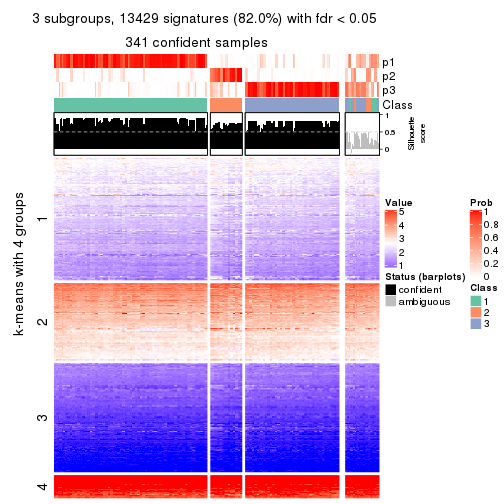 3 subgroups, 13429 signatures (82.0%) with fdr < 0.05
341 confident samples
p1
p2
p3
Class
1
0.5
0
Silhouette
score
k-means with 4 groups
1
2
3
4
Value
5
4
3
2
1
Status (barplots)
confident
ambiguous
Prob
1
0.8
0.6
0.4
0.2
0
Class
1
2
3